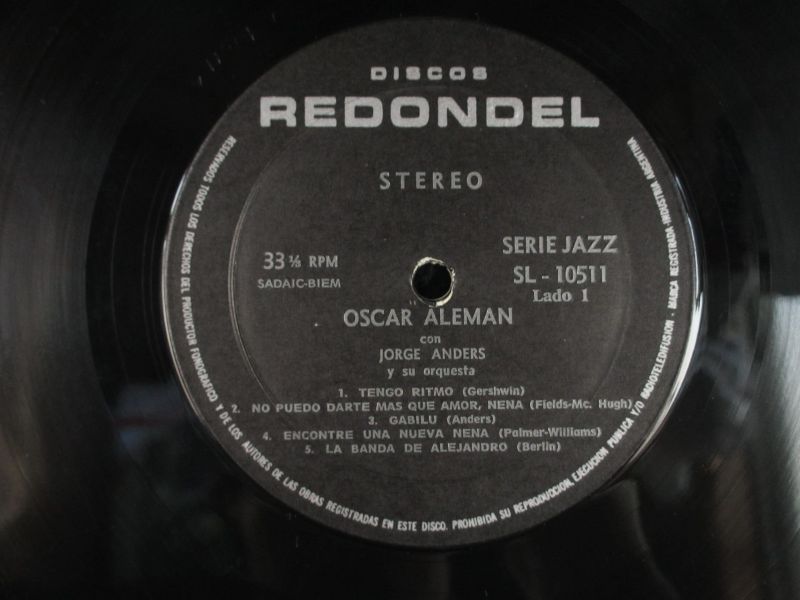 DISCOS
REDONDEL
STEREO
33 ⅓ RPM
SADAIC-BIEM
SERIE JAZZ
SL - 10511
Lado 1
OSCAR ALEMAN
con
JORGE ANDERS
y su orquesta
1. TENGO RITMO (Gershwin)
2. NO PUEDO DARTE MAS QUE AMOR, NENA (Fields-Mc. Hugh)
3. GABILU (Anders)
4. ENCONTRE UNA NUEVA NENA (Palmer-Williams)
5. LA BANDA DE ALEJANDRO (Berlin)
RESERVADOS TODOS LOS DERECHOS DEL PRODUCTOR FONOGRAFICO Y DE LOS AUTORES DE LAS OBRAS REGISTRADAS EN ESTE DISCO. PROHIBIDA SU REPRODUCCION, EJECUCION PUBLICA Y/O RADIOTELEDIFUSION - MARCA REGISTRADA-INDUSTRIA ARGENTINA